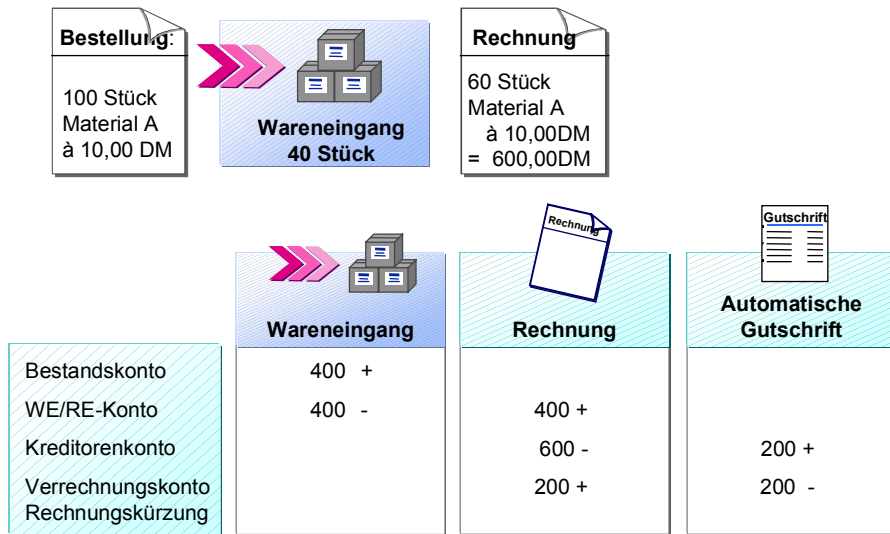 Bestellung:
100 Stück
Material A
à 10,00 DM
Wareneingang
40 Stück
Rechnung
60 Stück
Material A
à 10,00DM
= 600,00DM
Wareneingang
Rechnung
Rechnung
Gutschrift
Automatische
Gutschrift
Bestandskonto 400 +
WE/RE-Konto 400 - 400 +
Kreditorenkonto 600 - 200 +
Verrechnungskonto 200 + 200 -
Rechnungskürzung